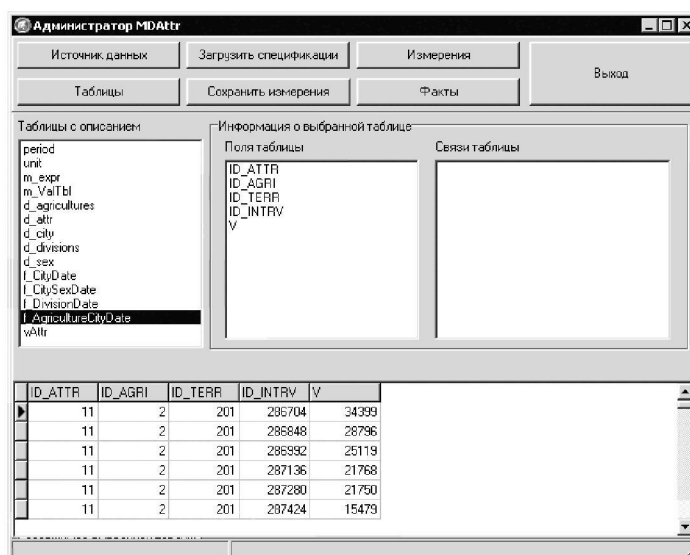 Администратор MDAttr
Источник данных
Загрузить спецификации
Измерения
Выход
Таблицы
Сохранить измерения
Факты
Таблицы с описанием
period
unit
m_expr
m_ValTbl
d_agricultures
d_attr
d_city
d_divisions
d_sex
f_CityDate
f_CitySexDate
f_DivisionDate
f_AgricultureCityDate
vAttr
Информация о выбранной таблице
Поля таблицы
ID_ATTR
ID_AGRI
ID_TERR
ID_INTRV
V
Связи таблицы
ID_ATTR ID_AGRI ID_TERR ID_INTRV V
11 2 201 286704 34399
11 2 201 286848 28796
11 2 201 286992 25119
11 2 201 287136 21768
11 2 201 287280 21750
11 2 201 287424 15479